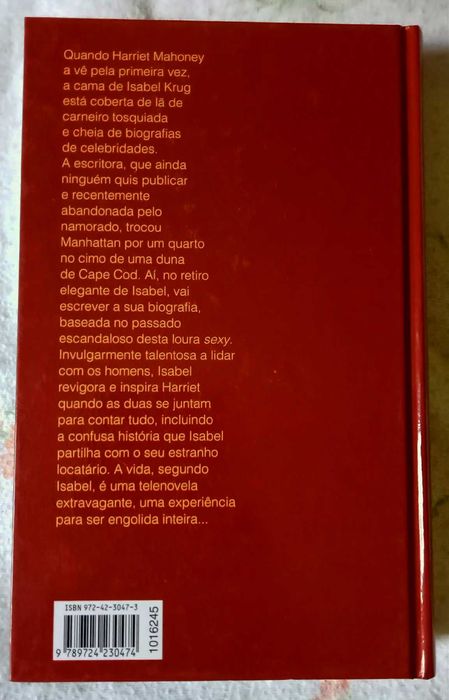 Quando Harriet Mahoney
a vê pela primeira vez,
a cama de Isabel Krug
está coberta de lã de
carneiro tosquiada
e cheia de biografias
de celebridades.
A escritora, que ainda
ninguém quis publicar
e recentemente
abandonada pelo
namorado, trocou
Manhattan por um quarto
no cimo de uma duna
de Cape Cod. Aí, no retiro
elegante de Isabel, vai
escrever a sua biografia,
baseada no passado
escandaloso desta loura sexy.
Invulgarmente talentosa a lidar
com os homens, Isabel
revigora e inspira Harriet
quando as duas se juntam
para contar tudo, incluindo
a confusa história que Isabel
partilha com o seu estranho
locatário. A vida, segundo
Isabel, é uma telenovela
extravagante, uma experiência
para ser engolida inteira...
ISBN 972-42-3047-3
9 789724 230474
1016245